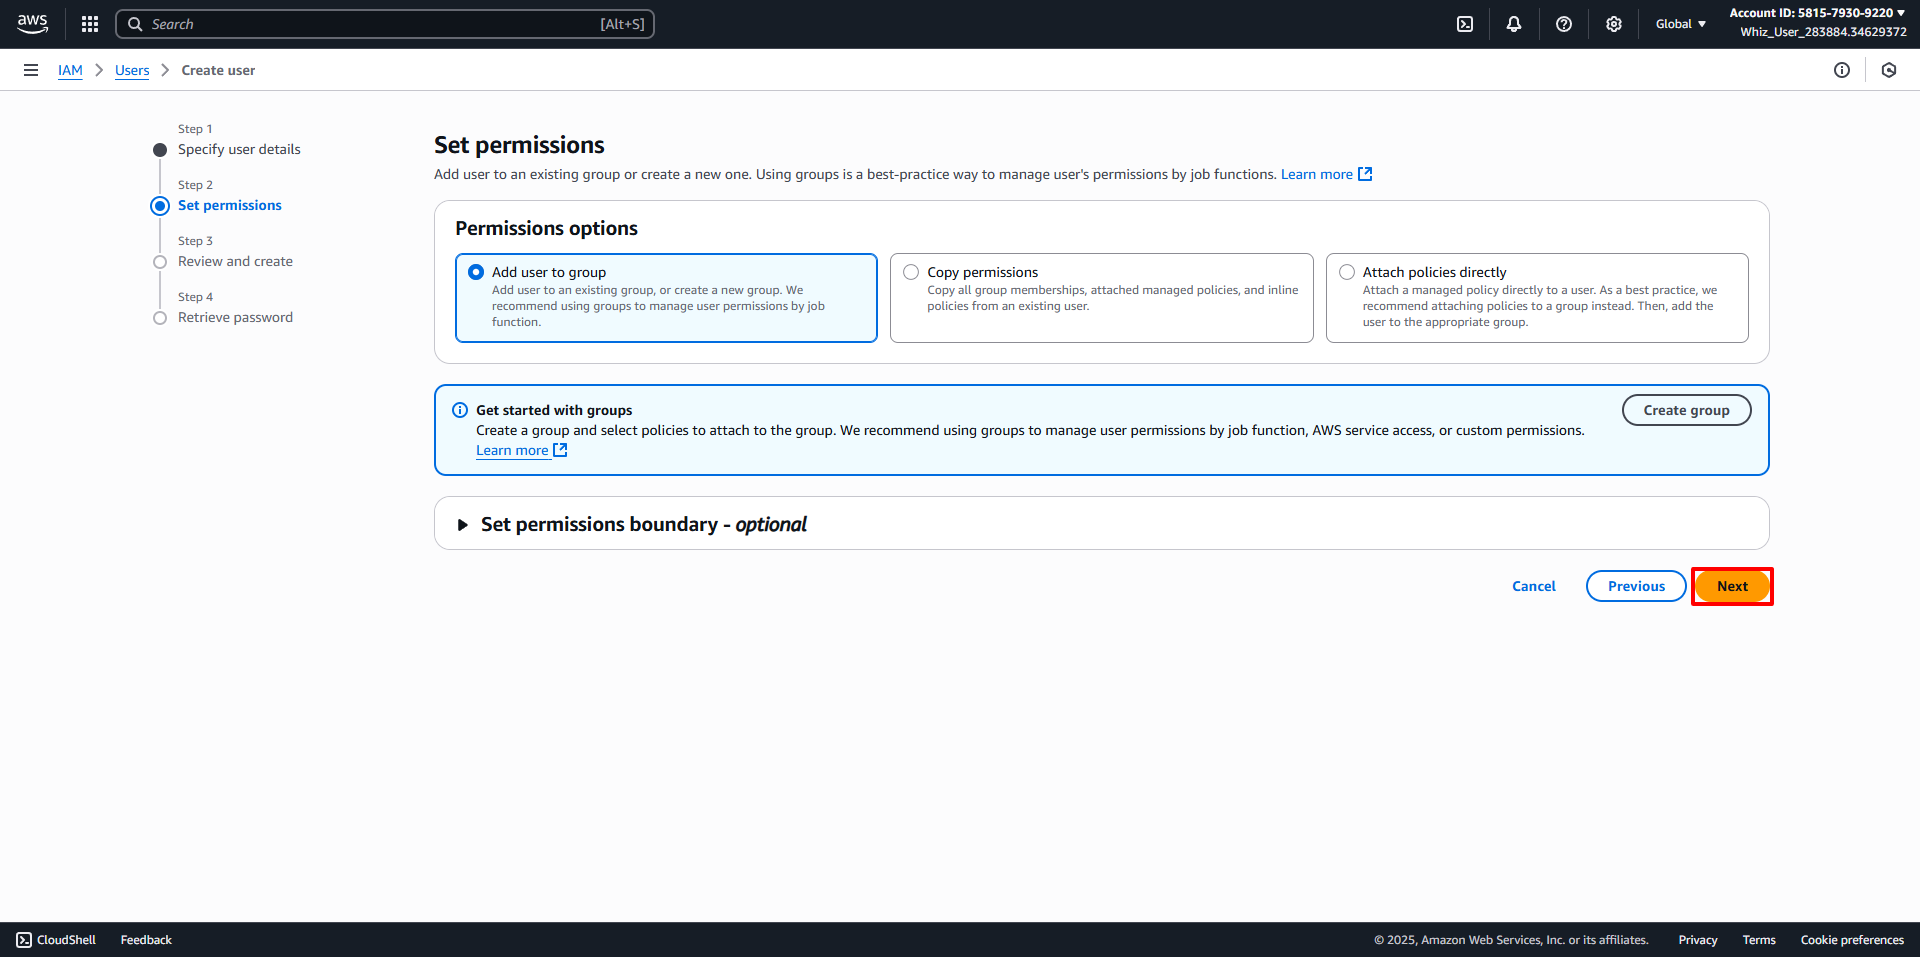 aws
Search
[Alt+S]
Global
Account ID: 5815-7930-9220
Whiz_User_283884.34629372
IAM
Users
Create user
Step 1
Specify user details
Step 2
Set permissions
Step 3
Review and create
Step 4
Retrieve password
Set permissions
Add user to an existing group or create a new one. Using groups is a best-practice way to manage user's permissions by job functions. Learn more
Permissions options
Add user to group
Add user to an existing group, or create a new group. We
recommend using groups to manage user permissions by job
function.
Copy permissions
Copy all group memberships, attached managed policies, and inline
policies from an existing user.
Attach policies directly
Attach a managed policy directly to a user. As a best practice, we
recommend attaching policies to a group instead. Then, add the
user to the appropriate group.
Get started with groups
Create a group and select policies to attach to the group. We recommend using groups to manage user permissions by job function, AWS service access, or custom permissions.
Learn more
Create group
Set permissions boundary - optional
Cancel
Previous
Next
CloudShell
Feedback
© 2025, Amazon Web Services, Inc. or its affiliates.
Privacy
Terms
Cookie preferences